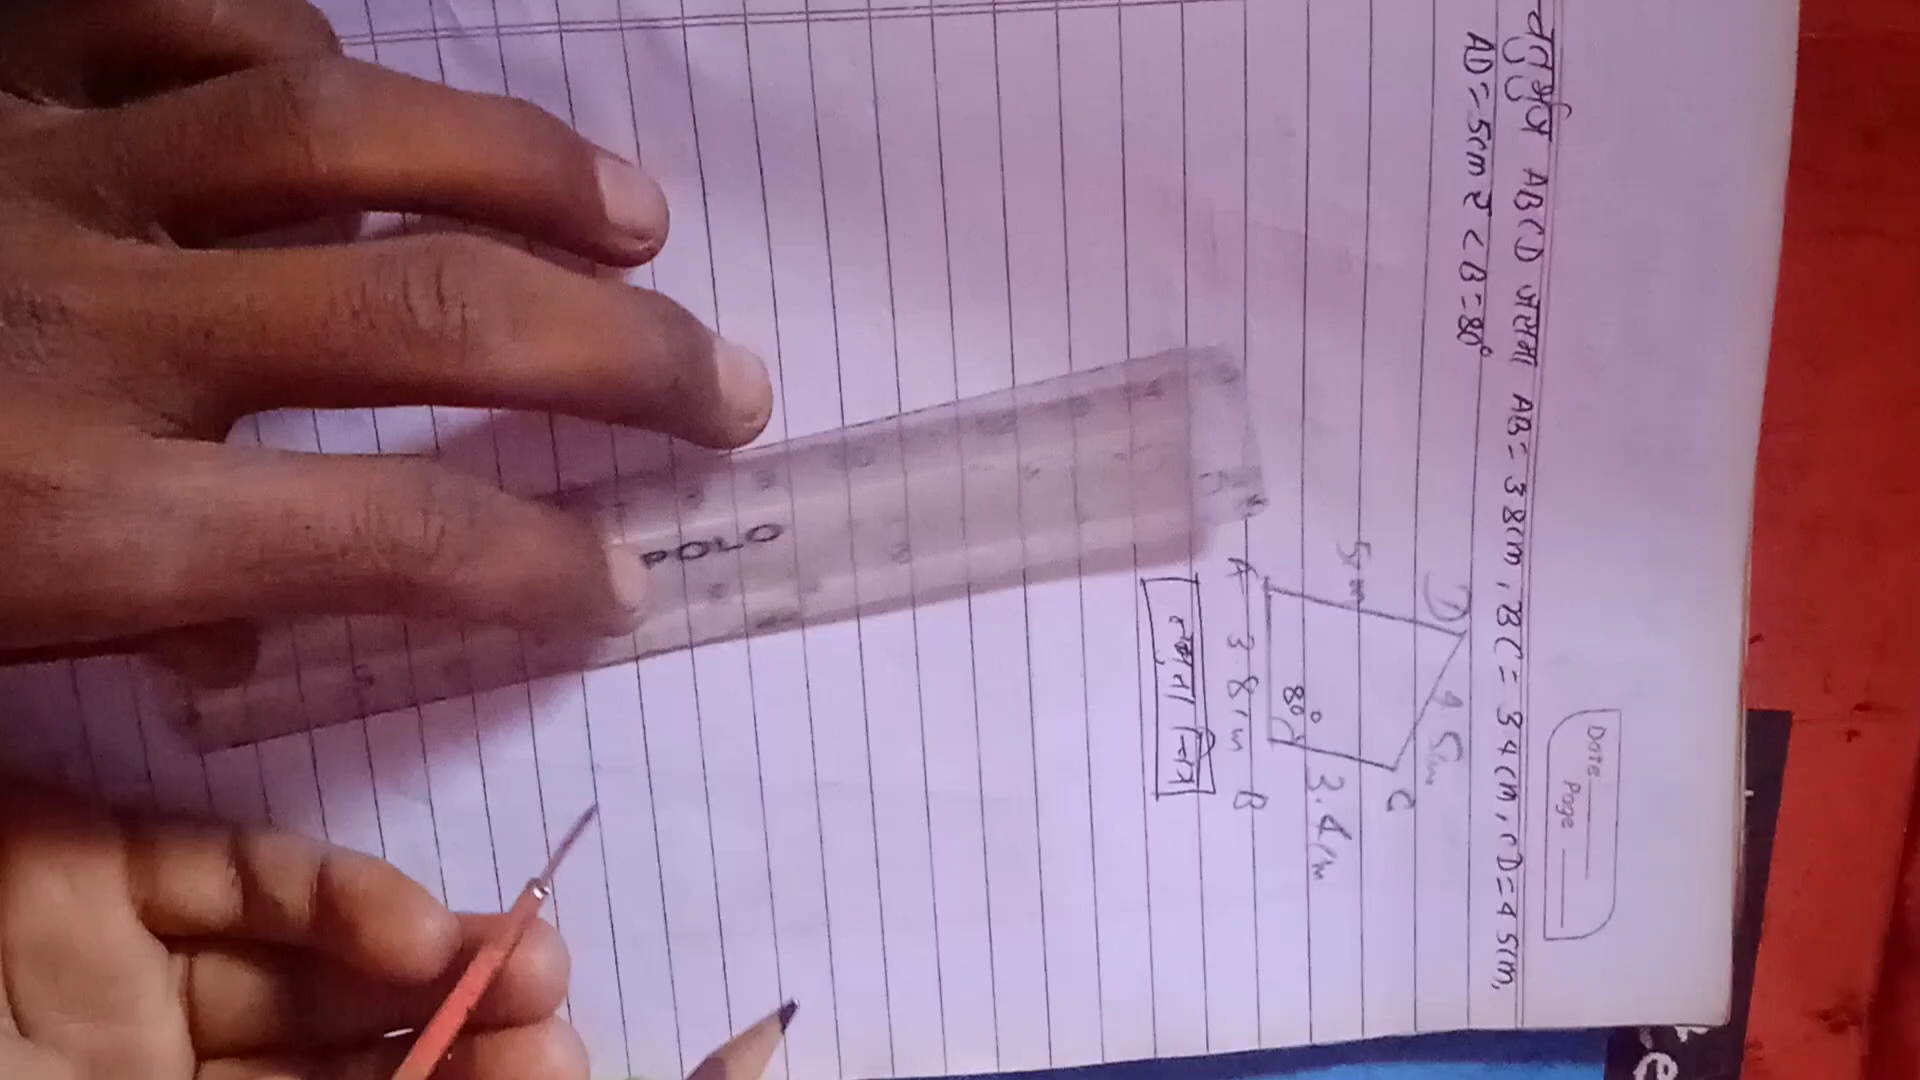 Date
Page
चतुर्भुज ABCD जसमा AB = 3 8cm, BC = 3 4cm, CD = 4 5cm,
AD = 5cm र < B = 80°
D
4 5cm
5cm
C
80°
3.4cm
A 3.8cm B
POLO